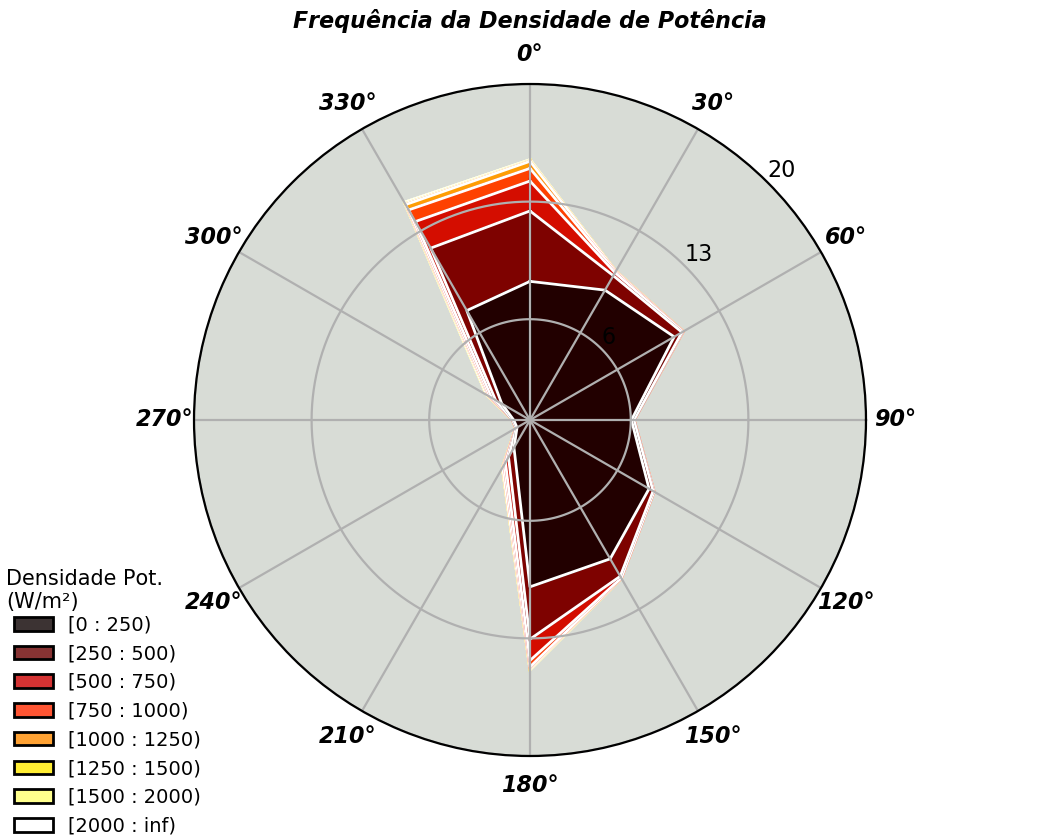 Frequência da Densidade de Potência
0°
330°
30°
20
300°
60°
13
6
270°
90°
240°
120°
210°
150°
180°
Densidade Pot.
(W/m²)
[0 : 250)
[250 : 500)
[500 : 750)
[750 : 1000)
[1000 : 1250)
[1250 : 1500)
[1500 : 2000)
[2000 : inf)